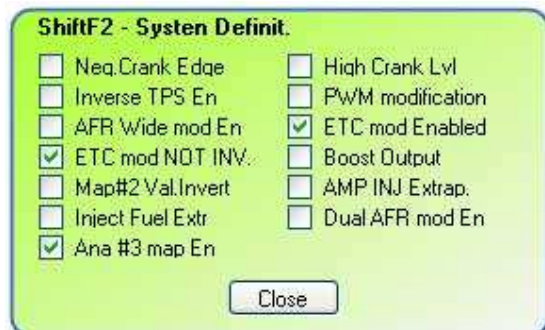 ShiftF2 - Systen Definit.
Neg.Crank Edge
High Crank Lvl
Inverse TPS En
PWM modification
AFR Wide mod En
ETC mod Enabled
ETC mod NOT INV.
Boost Output
Map#2 Val.Invert
AMP INJ Extrap.
Inject Fuel Extr
Dual AFR mod En
Ana #3 map En
Close